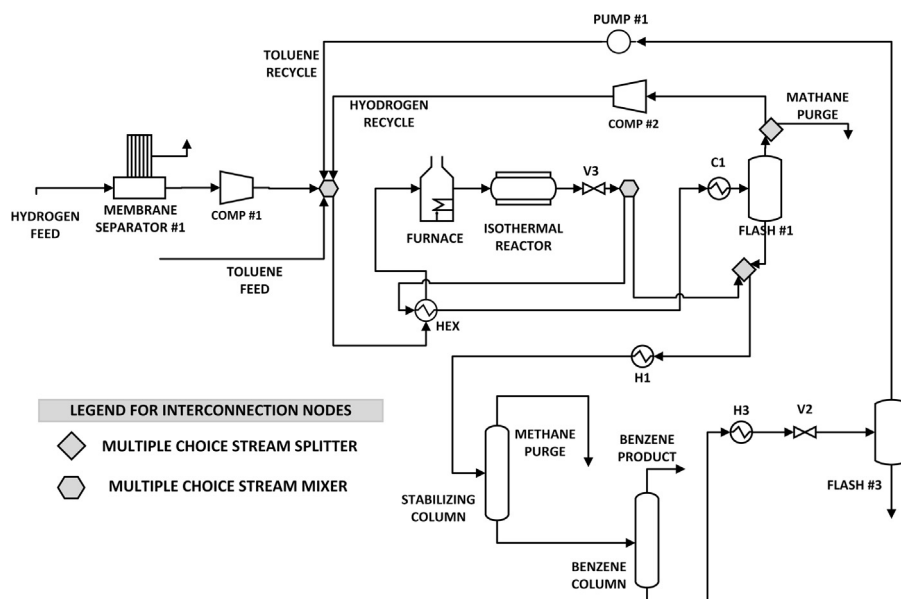 PUMP #1
TOLUENE
RECYCLE
HYODROGEN
RECYCLE
COMP #2
MATHANE
PURGE
C1
V3
HYDROGEN
FEED
MEMBRANE
SEPARATOR #1
COMP #1
FURNACE
ISOTHERMAL
REACTOR
FLASH #1
TOLUENE
FEED
HEX
H1
LEGEND FOR INTERCONNECTION NODES
MULTIPLE CHOICE STREAM SPLITTER
MULTIPLE CHOICE STREAM MIXER
METHANE
PURGE
STABILIZING
COLUMN
BENZENE
PRODUCT
BENZENE
COLUMN
H3
V2
FLASH #3